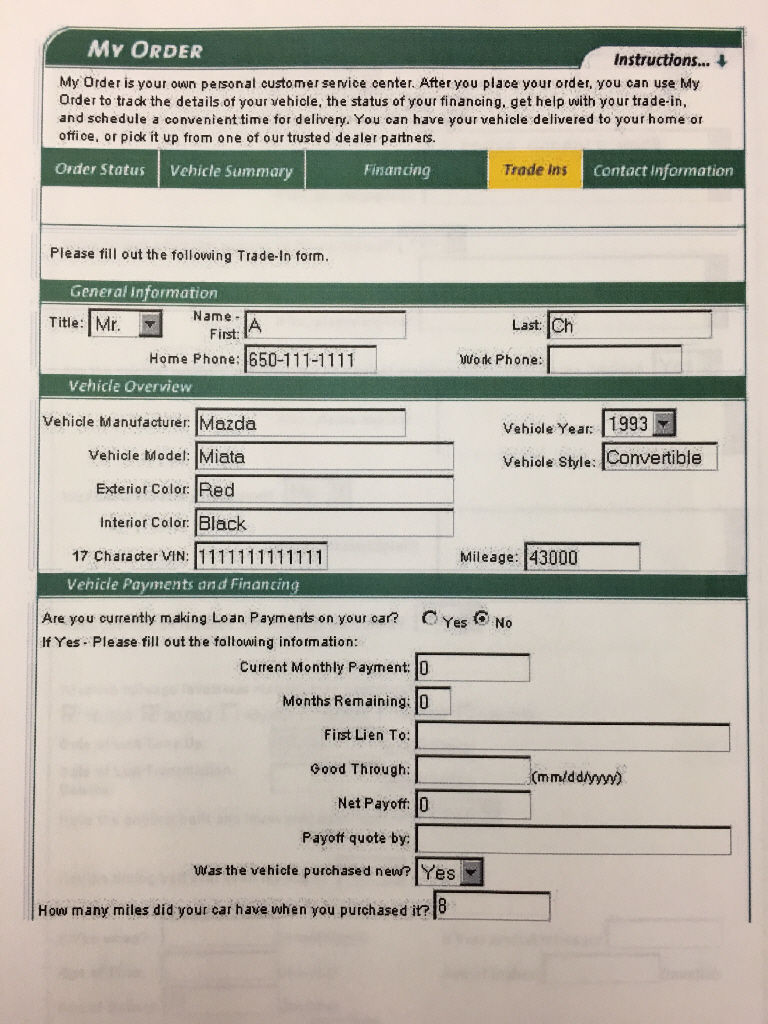 MY ORDER
Instructions...
My Order is your own personal customer service center. After you place your order, you can use My
Order to track the details of your vehicle, the status of your financing, get help with your trade-in,
and schedule a convenient time for delivery. You can have your vehicle delivered to your home or
office, or pick it up from one of our trusted dealer partners.
Order Status Vehicle Summary Financing Trade Ins Contact Information
Please fill out the following Trade-In form.
General Information
Title: Mr. Name - First: A Last: Ch
Home Phone: 650-111-1111 Work Phone:
Vehicle Overview
Vehicle Manufacturer: Mazda Vehicle Year: 1993
Vehicle Model: Miata Vehicle Style: Convertible
Exterior Color: Red
Interior Color: Black
17 Character VIN: 1111111111111 Mileage: 43000
Vehicle Payments and Financing
Are you currently making Loan Payments on your car? Yes No
If Yes - Please fill out the following information:
Current Monthly Payment: 0
Months Remaining: 0
First Lien To:
Good Through: (mm/dd/yyyy)
Net Payoff: 0
Payoff quote by:
Was the vehicle purchased new? Yes
How many miles did your car have when you purchased it? 8